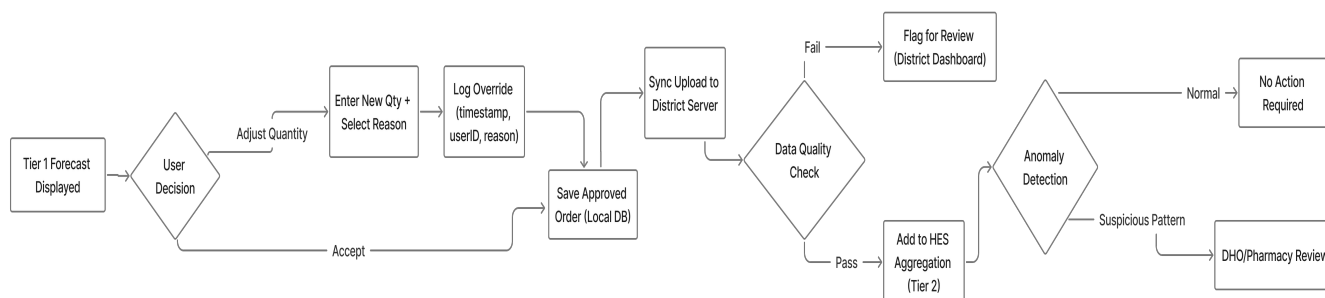 Tier 1 Forecast
Displayed
User
Decision
Adjust Quantity
Accept
Enter New Qty +
Select Reason
Log Override
(timestamp,
userID, reason)
Save Approved
Order (Local DB)
Sync Upload to
District Server
Data Quality
Check
Fail
Flag for Review
(District Dashboard)
Pass
Add to HES
Aggregation
(Tier 2)
Anomaly
Detection
Normal
No Action
Required
Suspicious Pattern
DHO/Pharmacy Review